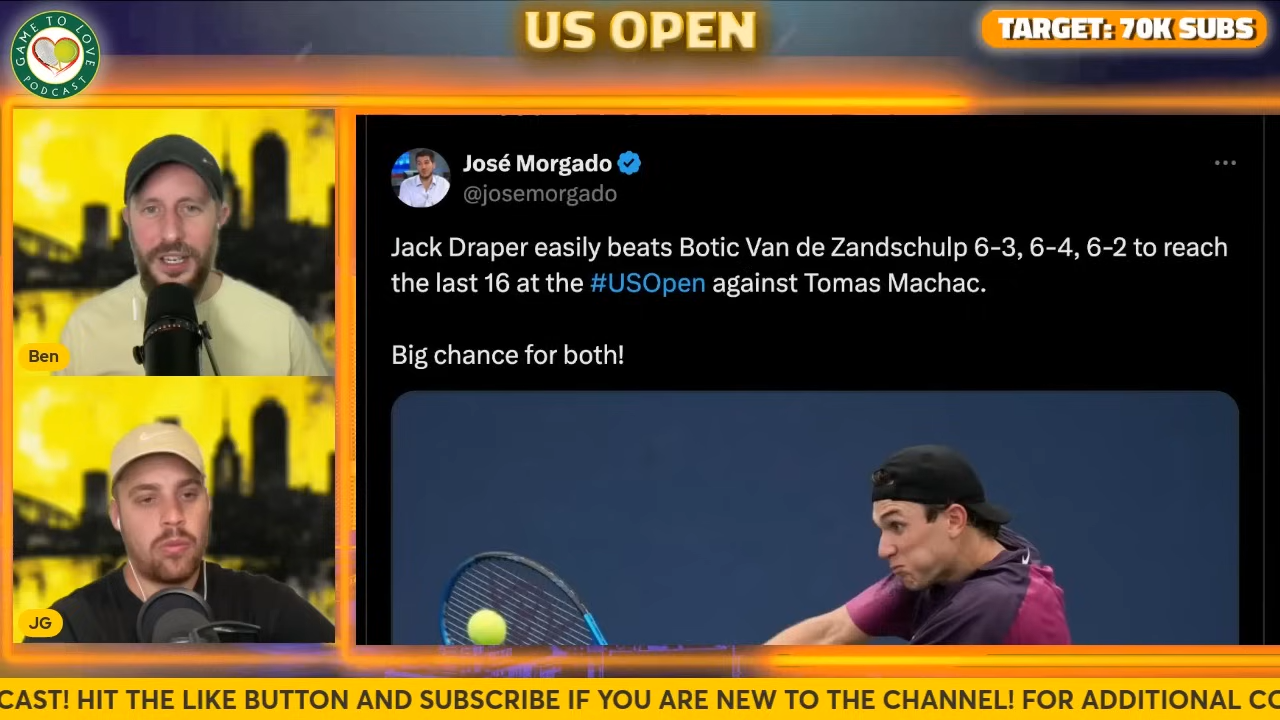 GAME TO LOVE
PODCAST
US OPEN
TARGET: 70K SUBS
José Morgado
@josemorgado
Jack Draper easily beats Botic Van de Zandschulp 6-3, 6-4, 6-2 to reach
the last 16 at the #USOpen against Tomas Machac.
Big chance for both!
Ben
JG
CAST! HIT THE LIKE BUTTON AND SUBSCRIBE IF YOU ARE NEW TO THE CHANNEL! FOR ADDITIONAL CO